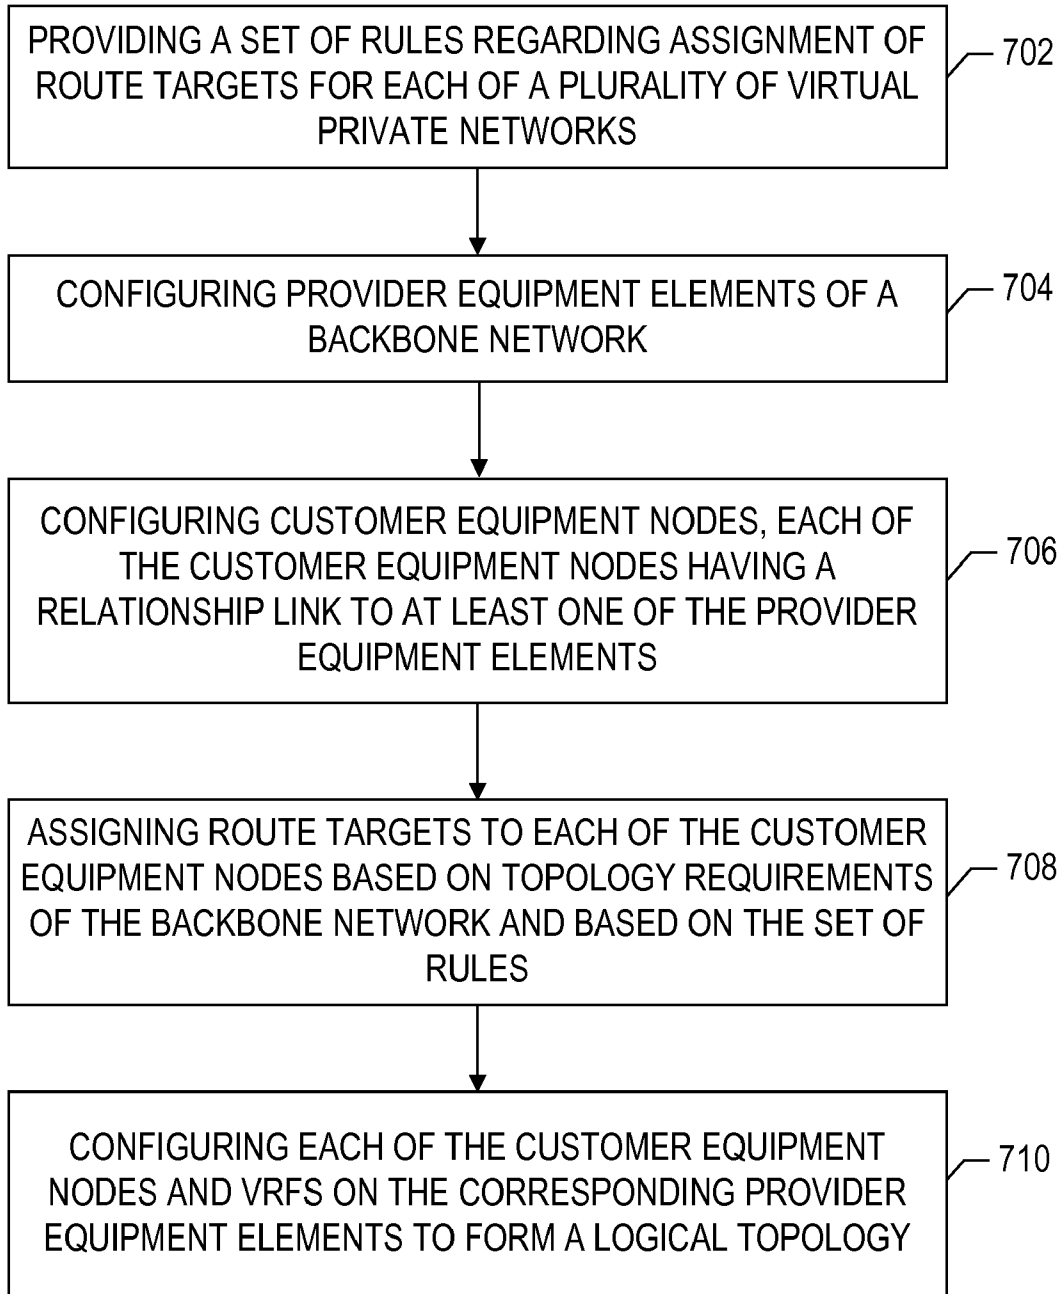 PROVIDING A SET OF RULES REGARDING ASSIGNMENT OF
ROUTE TARGETS FOR EACH OF A PLURALITY OF VIRTUAL
PRIVATE NETWORKS
702
CONFIGURING PROVIDER EQUIPMENT ELEMENTS OF A
BACKBONE NETWORK
704
CONFIGURING CUSTOMER EQUIPMENT NODES, EACH OF
THE CUSTOMER EQUIPMENT NODES HAVING A
RELATIONSHIP LINK TO AT LEAST ONE OF THE PROVIDER
EQUIPMENT ELEMENTS
706
ASSIGNING ROUTE TARGETS TO EACH OF THE CUSTOMER
EQUIPMENT NODES BASED ON TOPOLOGY REQUIREMENTS
OF THE BACKBONE NETWORK AND BASED ON THE SET OF
RULES
708
CONFIGURING EACH OF THE CUSTOMER EQUIPMENT
NODES AND VRFS ON THE CORRESPONDING PROVIDER
EQUIPMENT ELEMENTS TO FORM A LOGICAL TOPOLOGY
710